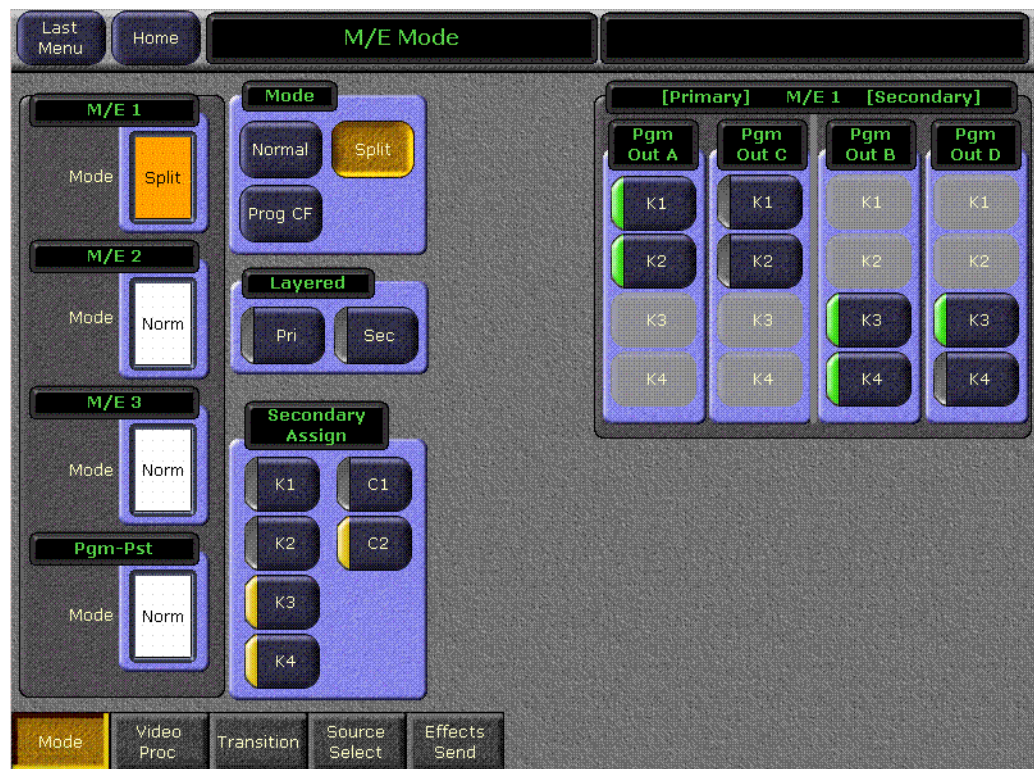 Last
Menu
Home
M/E Mode
M/E 1
Mode
Split
M/E 2
Mode
Norm
M/E 3
Mode
Norm
Pgm-Pst
Mode
Norm
Mode
Normal
Split
Prog CF
Layered
Pri
Sec
Secondary
Assign
K1
C1
K2
C2
K3
K4
[Primary] M/E 1 [Secondary]
Pgm
Out A
Pgm
Out C
Pgm
Out B
Pgm
Out D
K1
K1
K1
K1
K2
K2
K2
K2
K3
K3
K3
K3
K4
K4
K4
K4
Mode
Video
Proc
Transition
Source
Select
Effects
Send